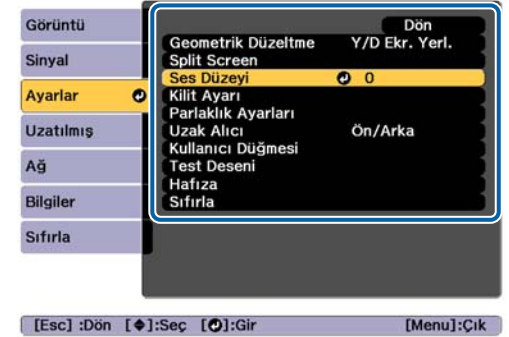 Görüntü
Sinyal
Ayarlar
Uzatılmış
Ağ
Bilgiler
Sıfırla
Dön
Geometrik Düzeltme Y/D Ekr. Yerl.
Split Screen
Ses Düzeyi 0
Kilit Ayarı
Parlaklık Ayarları
Uzak Alıcı Ön/Arka
Kullanıcı Düğmesi
Test Deseni
Hafıza
Sıfırla
[Esc] :Dön [◆]:Seç [⏎]:Gir [Menu]:Çık